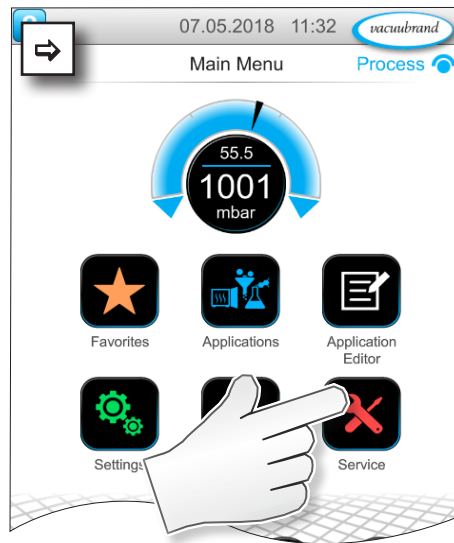 07.05.2018 11:32 vacuubrand
Main Menu Process
55.5
1001
mbar
Favorites Applications Application
Editor
Settings Service